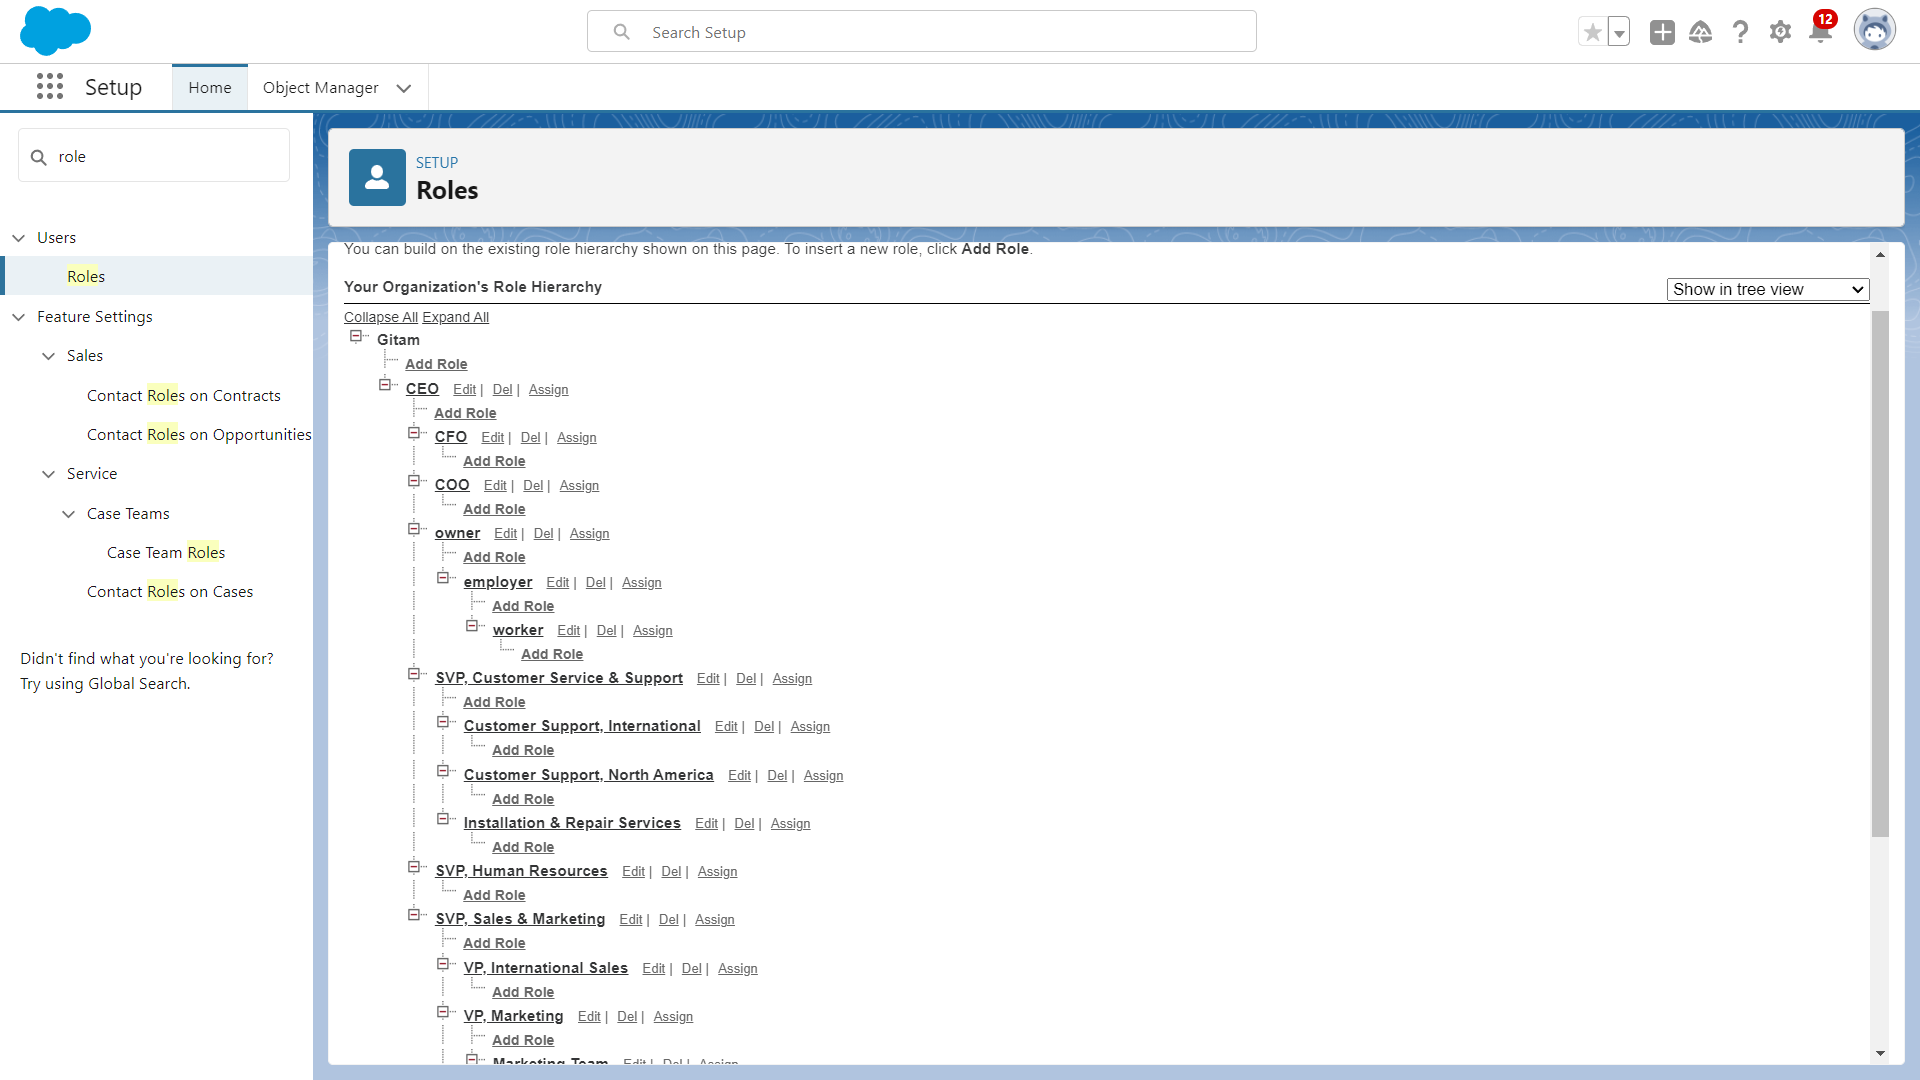 Search Setup
12
Setup
Home
Object Manager
role
Users
Roles
Feature Settings
Sales
Contact Roles on Contracts
Contact Roles on Opportunities
Service
Case Teams
Case Team Roles
Contact Roles on Cases
Didn't find what you're looking for?
Try using Global Search.
SETUP
Roles
You can build on the existing role hierarchy shown on this page. To insert a new role, click Add Role.
Your Organization's Role Hierarchy
Show in tree view
Collapse All Expand All
Gitam
Add Role
CEO Edit | Del | Assign
Add Role
CFO Edit | Del | Assign
Add Role
COO Edit | Del | Assign
Add Role
owner Edit | Del | Assign
Add Role
employer Edit | Del | Assign
Add Role
worker Edit | Del | Assign
Add Role
SVP, Customer Service & Support Edit | Del | Assign
Add Role
Customer Support, International Edit | Del | Assign
Add Role
Customer Support, North America Edit | Del | Assign
Add Role
Installation & Repair Services Edit | Del | Assign
Add Role
SVP, Human Resources Edit | Del | Assign
Add Role
SVP, Sales & Marketing Edit | Del | Assign
Add Role
VP, International Sales Edit | Del | Assign
Add Role
VP, Marketing Edit | Del | Assign
Add Role
Marketing Team Edit | Del | Assign